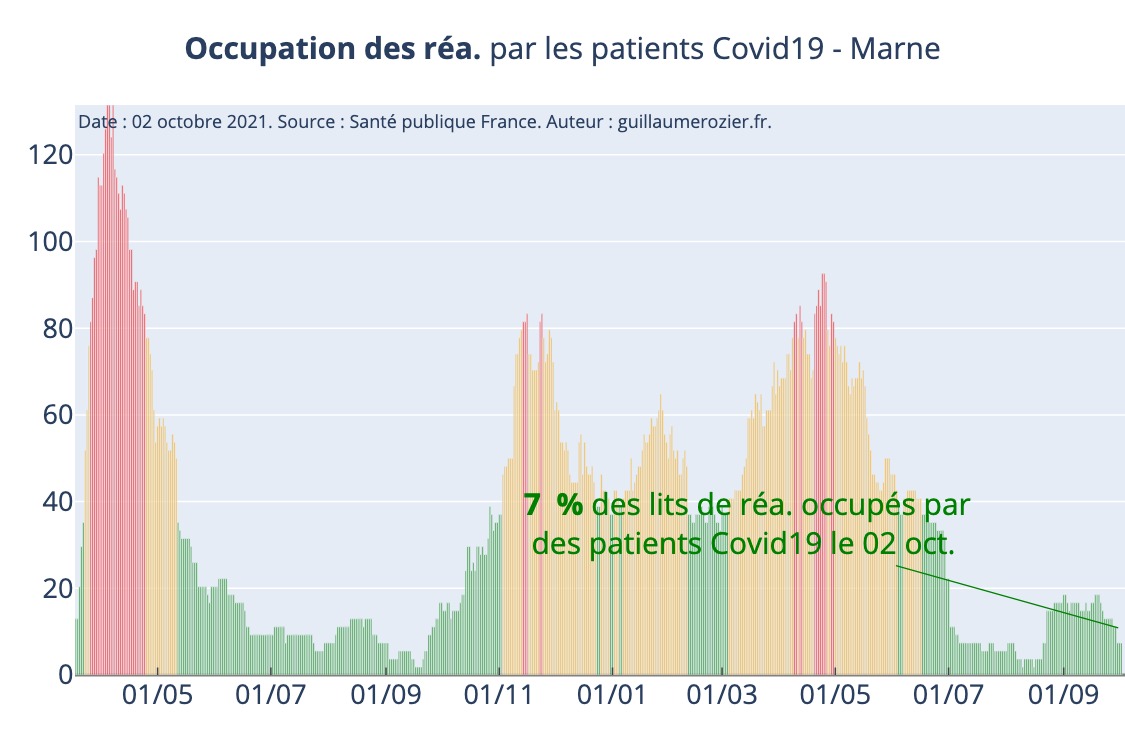 Occupation des réa. par les patients Covid19 - Marne
Date : 02 octobre 2021. Source : Santé publique France. Auteur : guillaumerozier.fr.
120
100
80
60
40
20
0
7 % des lits de réa. occupés par
des patients Covid19 le 02 oct.
01/05 01/07 01/09 01/11 01/01 01/03 01/05 01/07 01/09